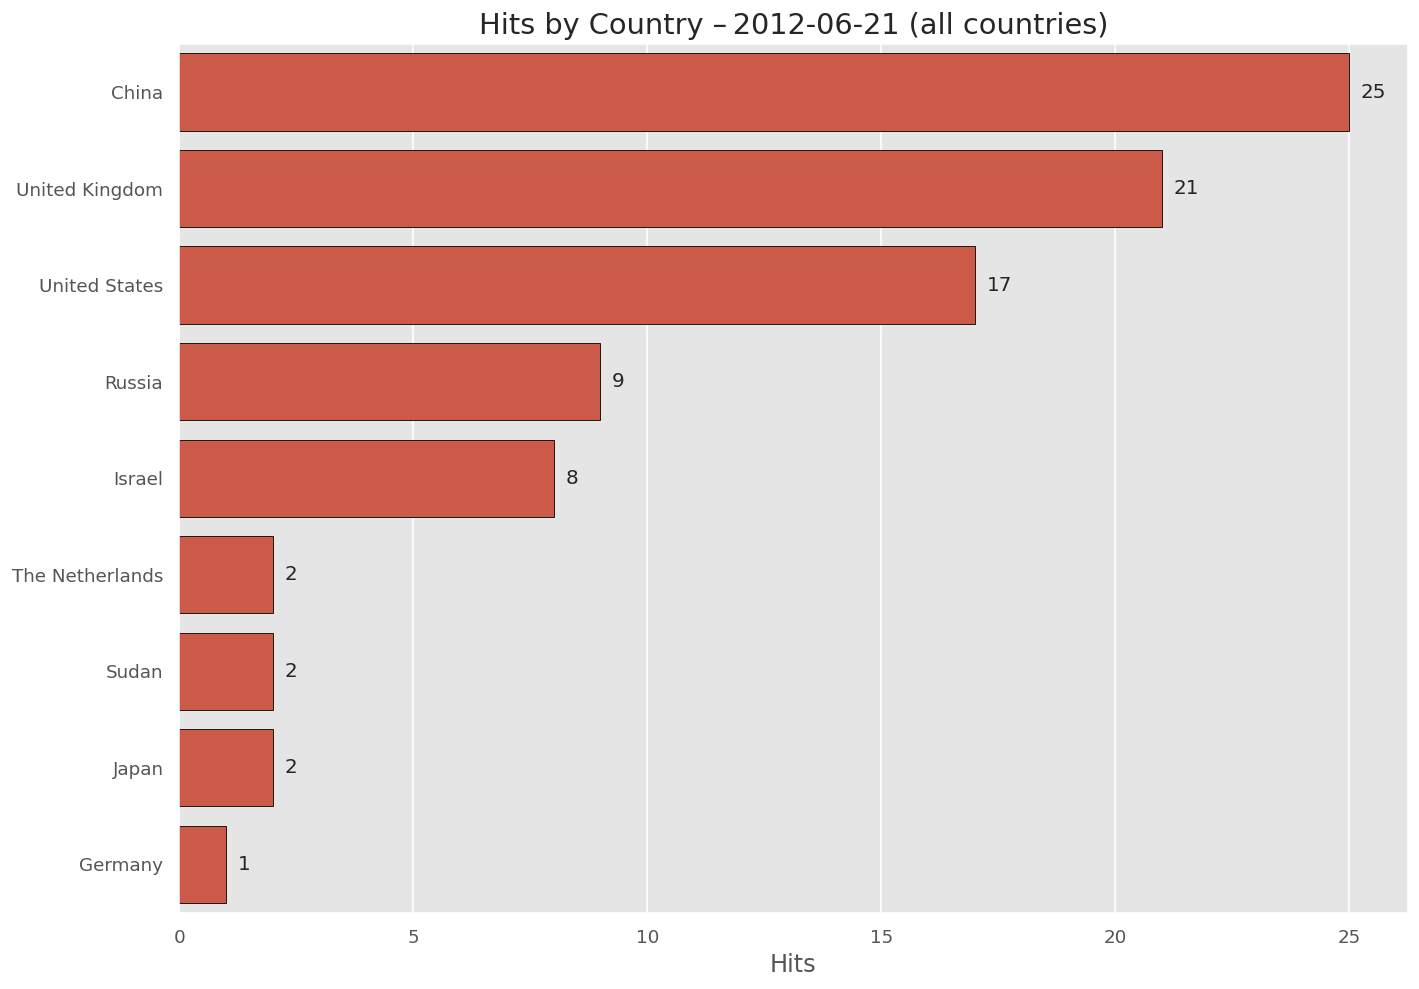 Hits by Country – 2012-06-21 (all countries)
China 25
United Kingdom 21
United States 17
Russia 9
Israel 8
The Netherlands 2
Sudan 2
Japan 2
Germany 1
0 5 10 15 20 25
Hits